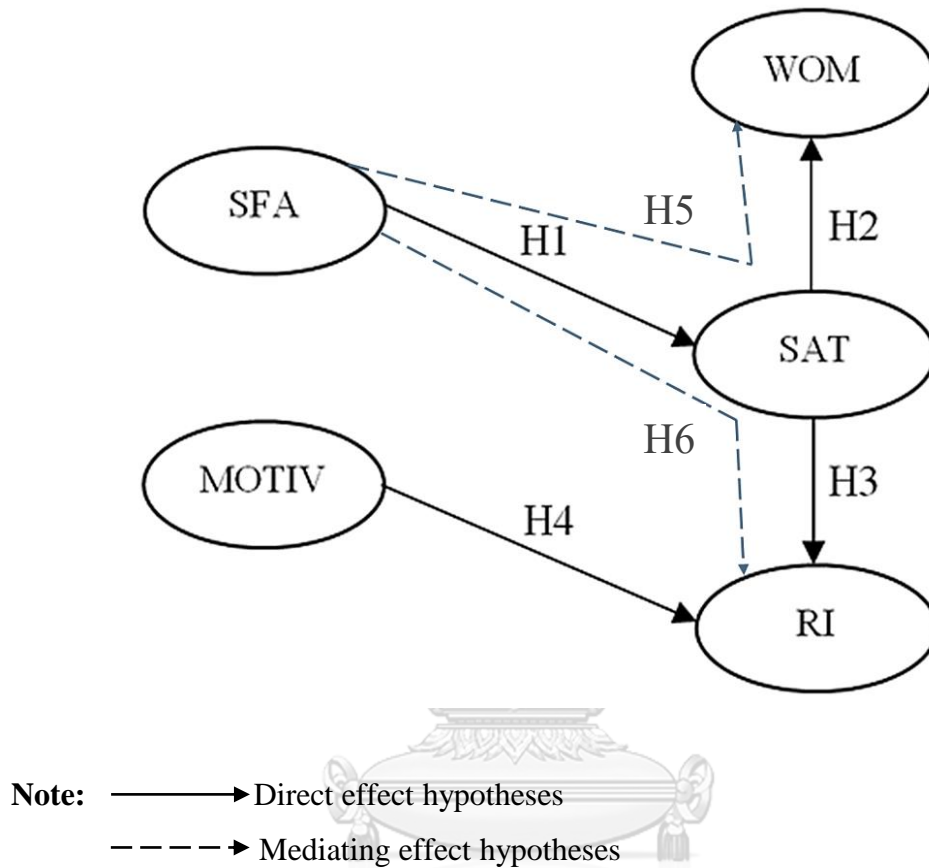 WOM
SFA
H5
H1
H2
SAT
H6
MOTIV
H3
H4
RI
Note: Direct effect hypotheses
Mediating effect hypotheses